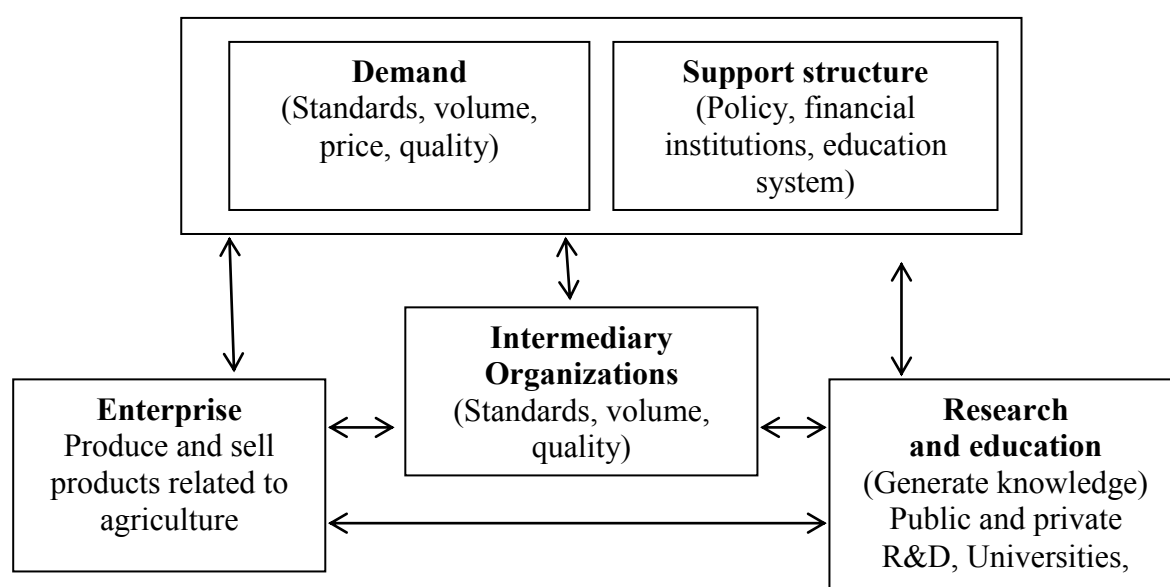 Demand
(Standards, volume,
price, quality)
Support structure
(Policy, financial
institutions, education
system)
Intermediary
Organizations
(Standards, volume,
quality)
Enterprise
Produce and sell
products related to
agriculture
Research
and education
(Generate knowledge)
Public and private
R&D, Universities,